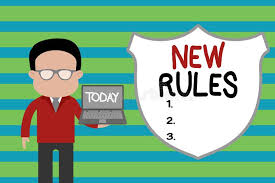 TODAY
NEW
RULES
1.
2.
3.